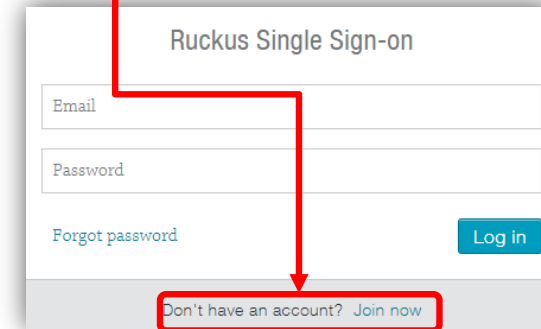 Ruckus Single Sign-on
Email
Password
Forgot password
Log in
Don't have an account? Join now